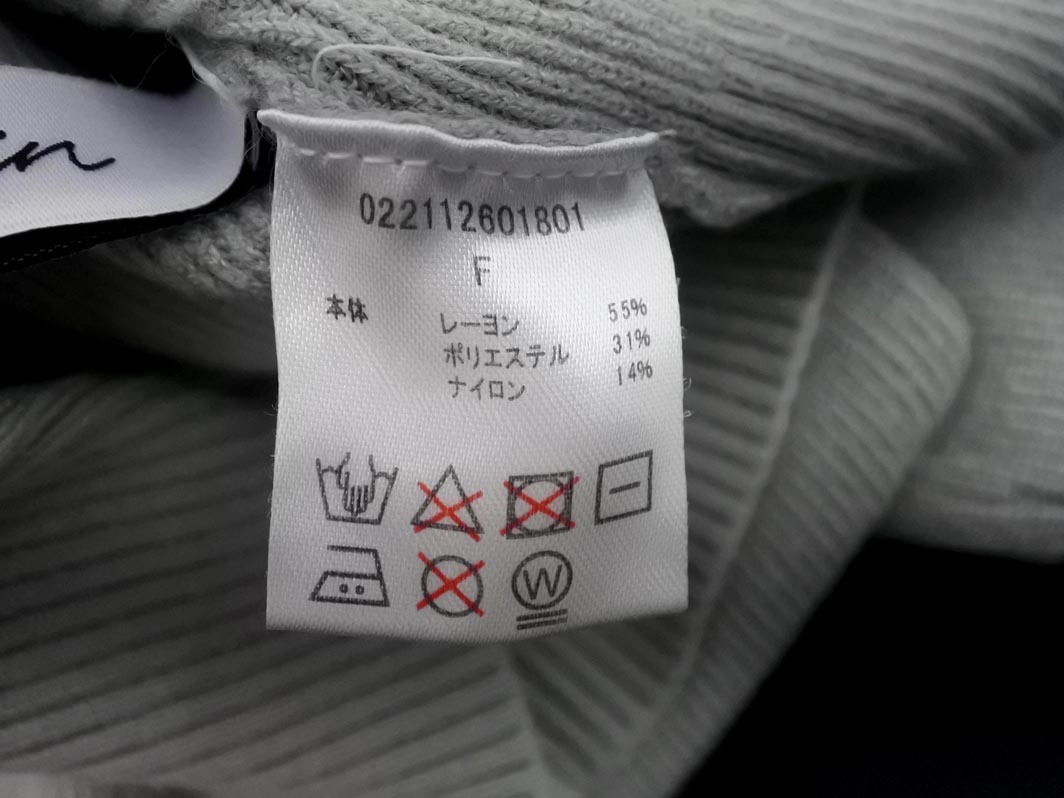 in
022112601801
F
本体 レーヨン 55%
ポリエステル 31%
ナイロン 14%
W